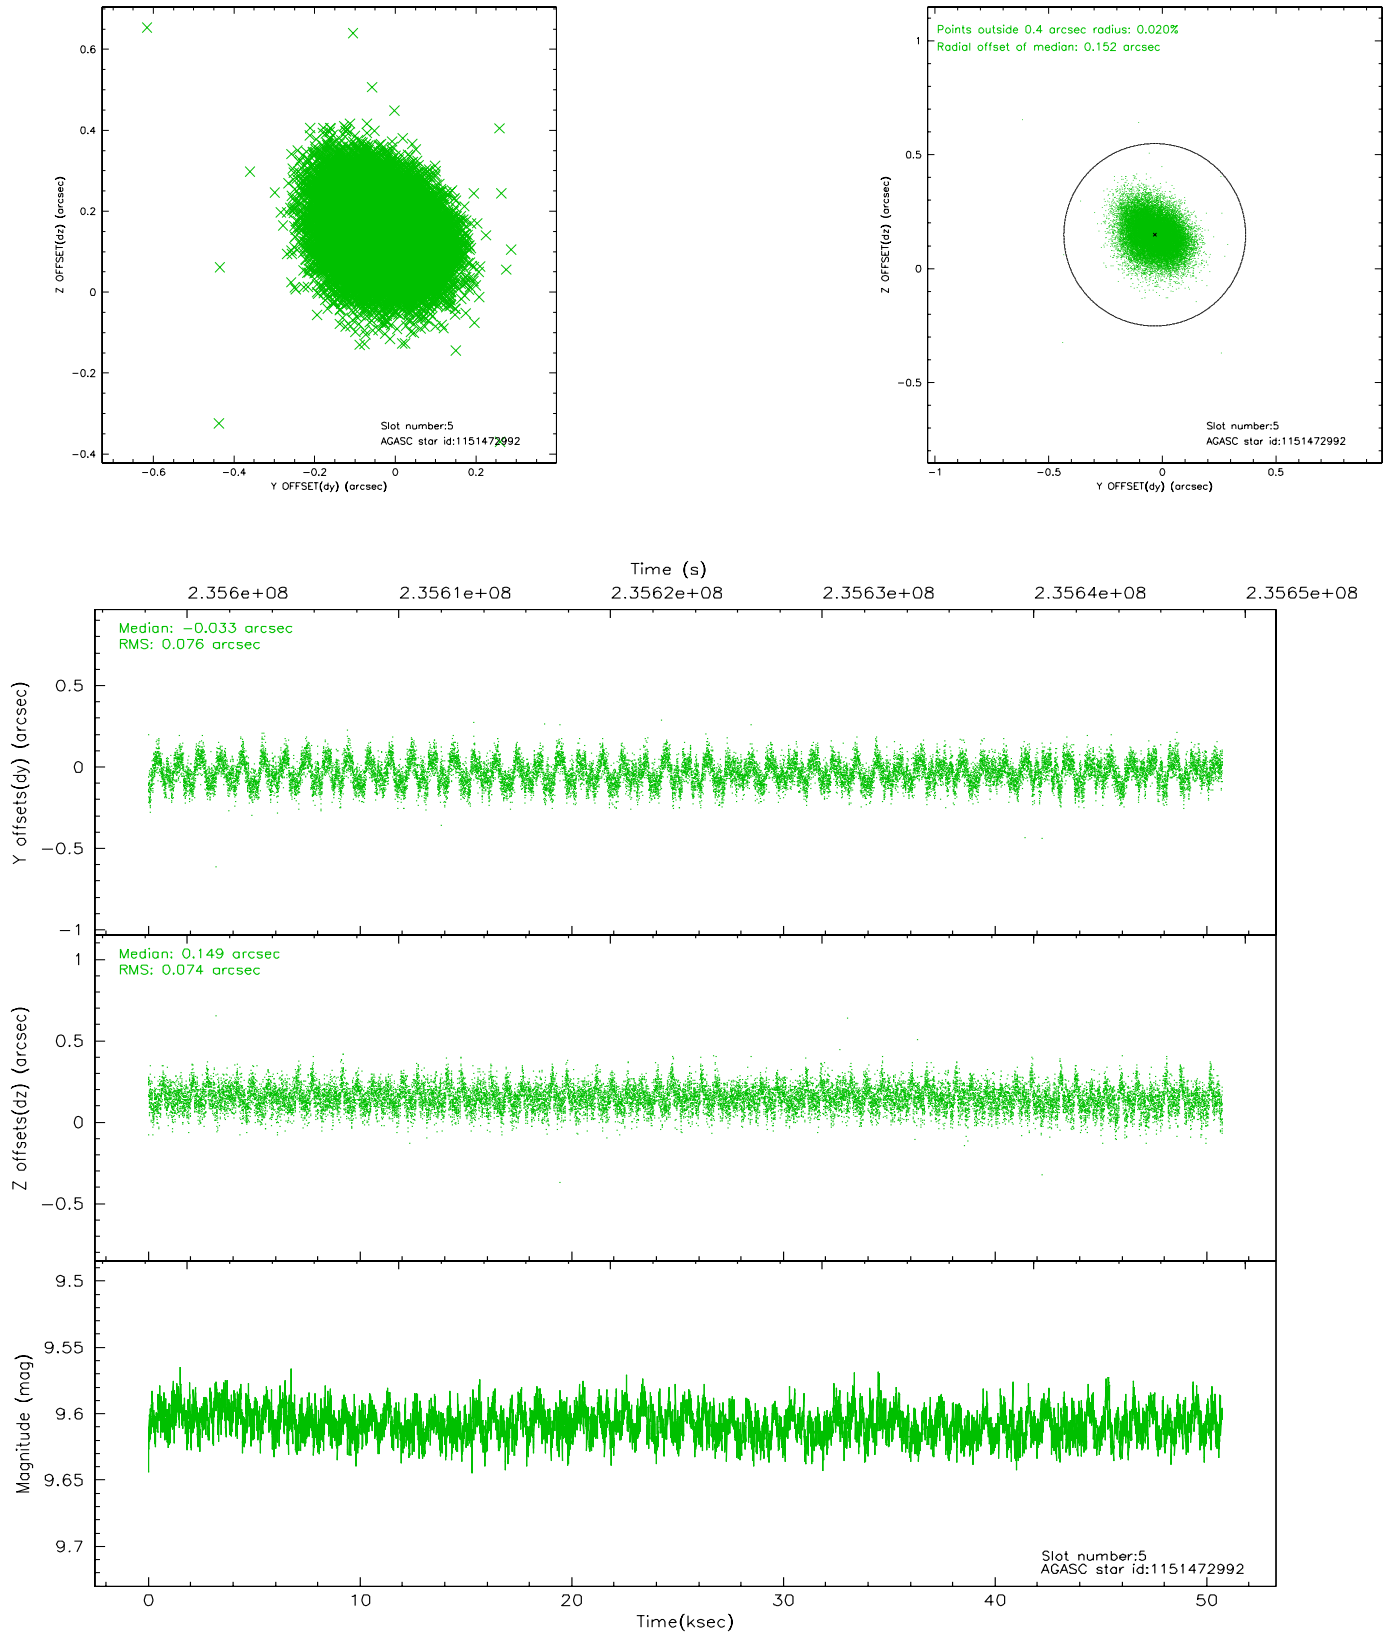 0.6
0.4
0.2
0
−0.2
−0.4
Z OFFSET(dz) (arcsec)
Slot number:5
AGASC star id:1151472992
−0.6 −0.4 −0.2 0 0.2
Y OFFSET(dy) (arcsec)
Points outside 0.4 arcsec radius: 0.020%
Radial offset of median: 0.152 arcsec
1
0.5
0
−0.5
Z OFFSET(dz) (arcsec)
Slot number:5
AGASC star id:1151472992
−1 −0.5 0 0.5
Y OFFSET(dy) (arcsec)
Time (s)
2.356e+08 2.3561e+08 2.3562e+08 2.3563e+08 2.3564e+08 2.3565e+08
Median: −0.033 arcsec
RMS: 0.076 arcsec
0.5
0
−0.5
−1
Y offsets(dy) (arcsec)
Median: 0.149 arcsec
RMS: 0.074 arcsec
1
0.5
0
−0.5
Z offsets(dz) (arcsec)
9.5
9.55
9.6
9.65
9.7
Magnitude (mag)
Slot number:5
AGASC star id:1151472992
0 10 20 30 40 50
Time(ksec)